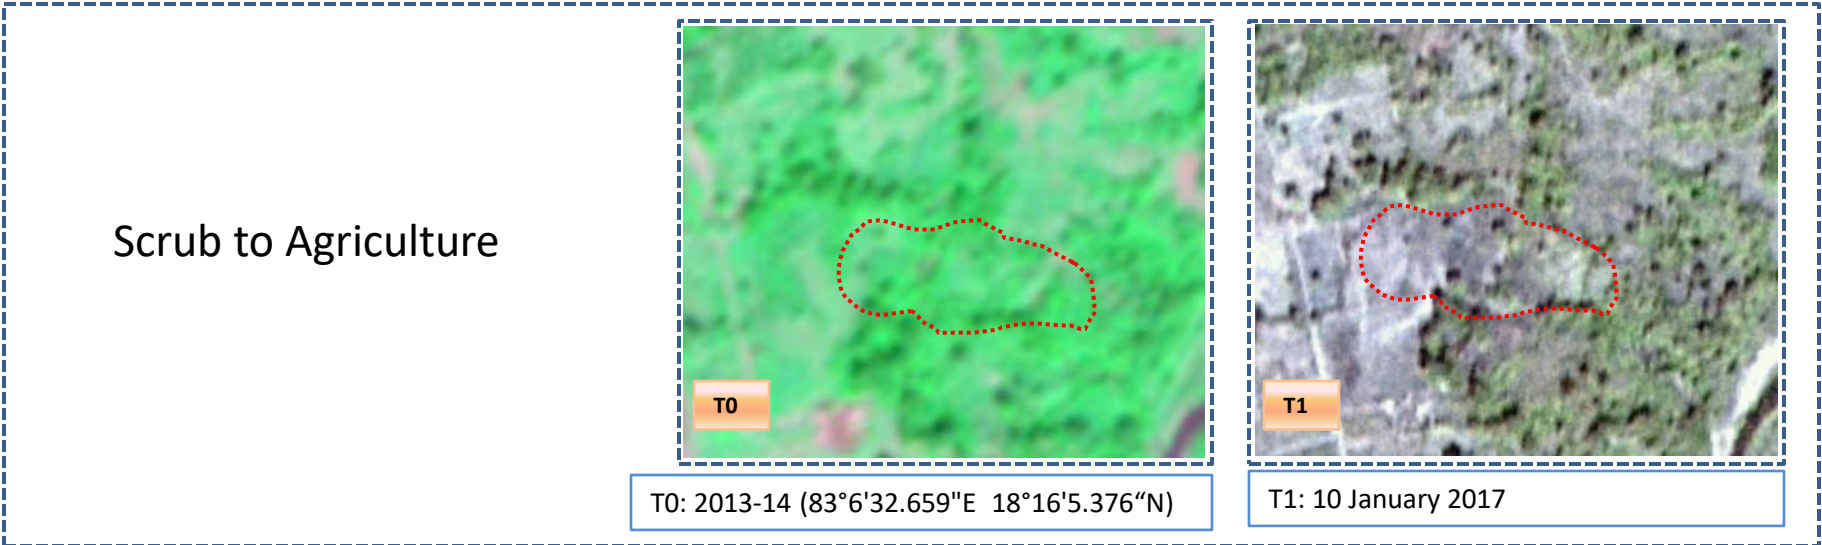 Scrub to Agriculture
T0
T1
T0: 2013-14 (83°6'32.659"E  18°16'5.376“N)
T1: 10 January 2017